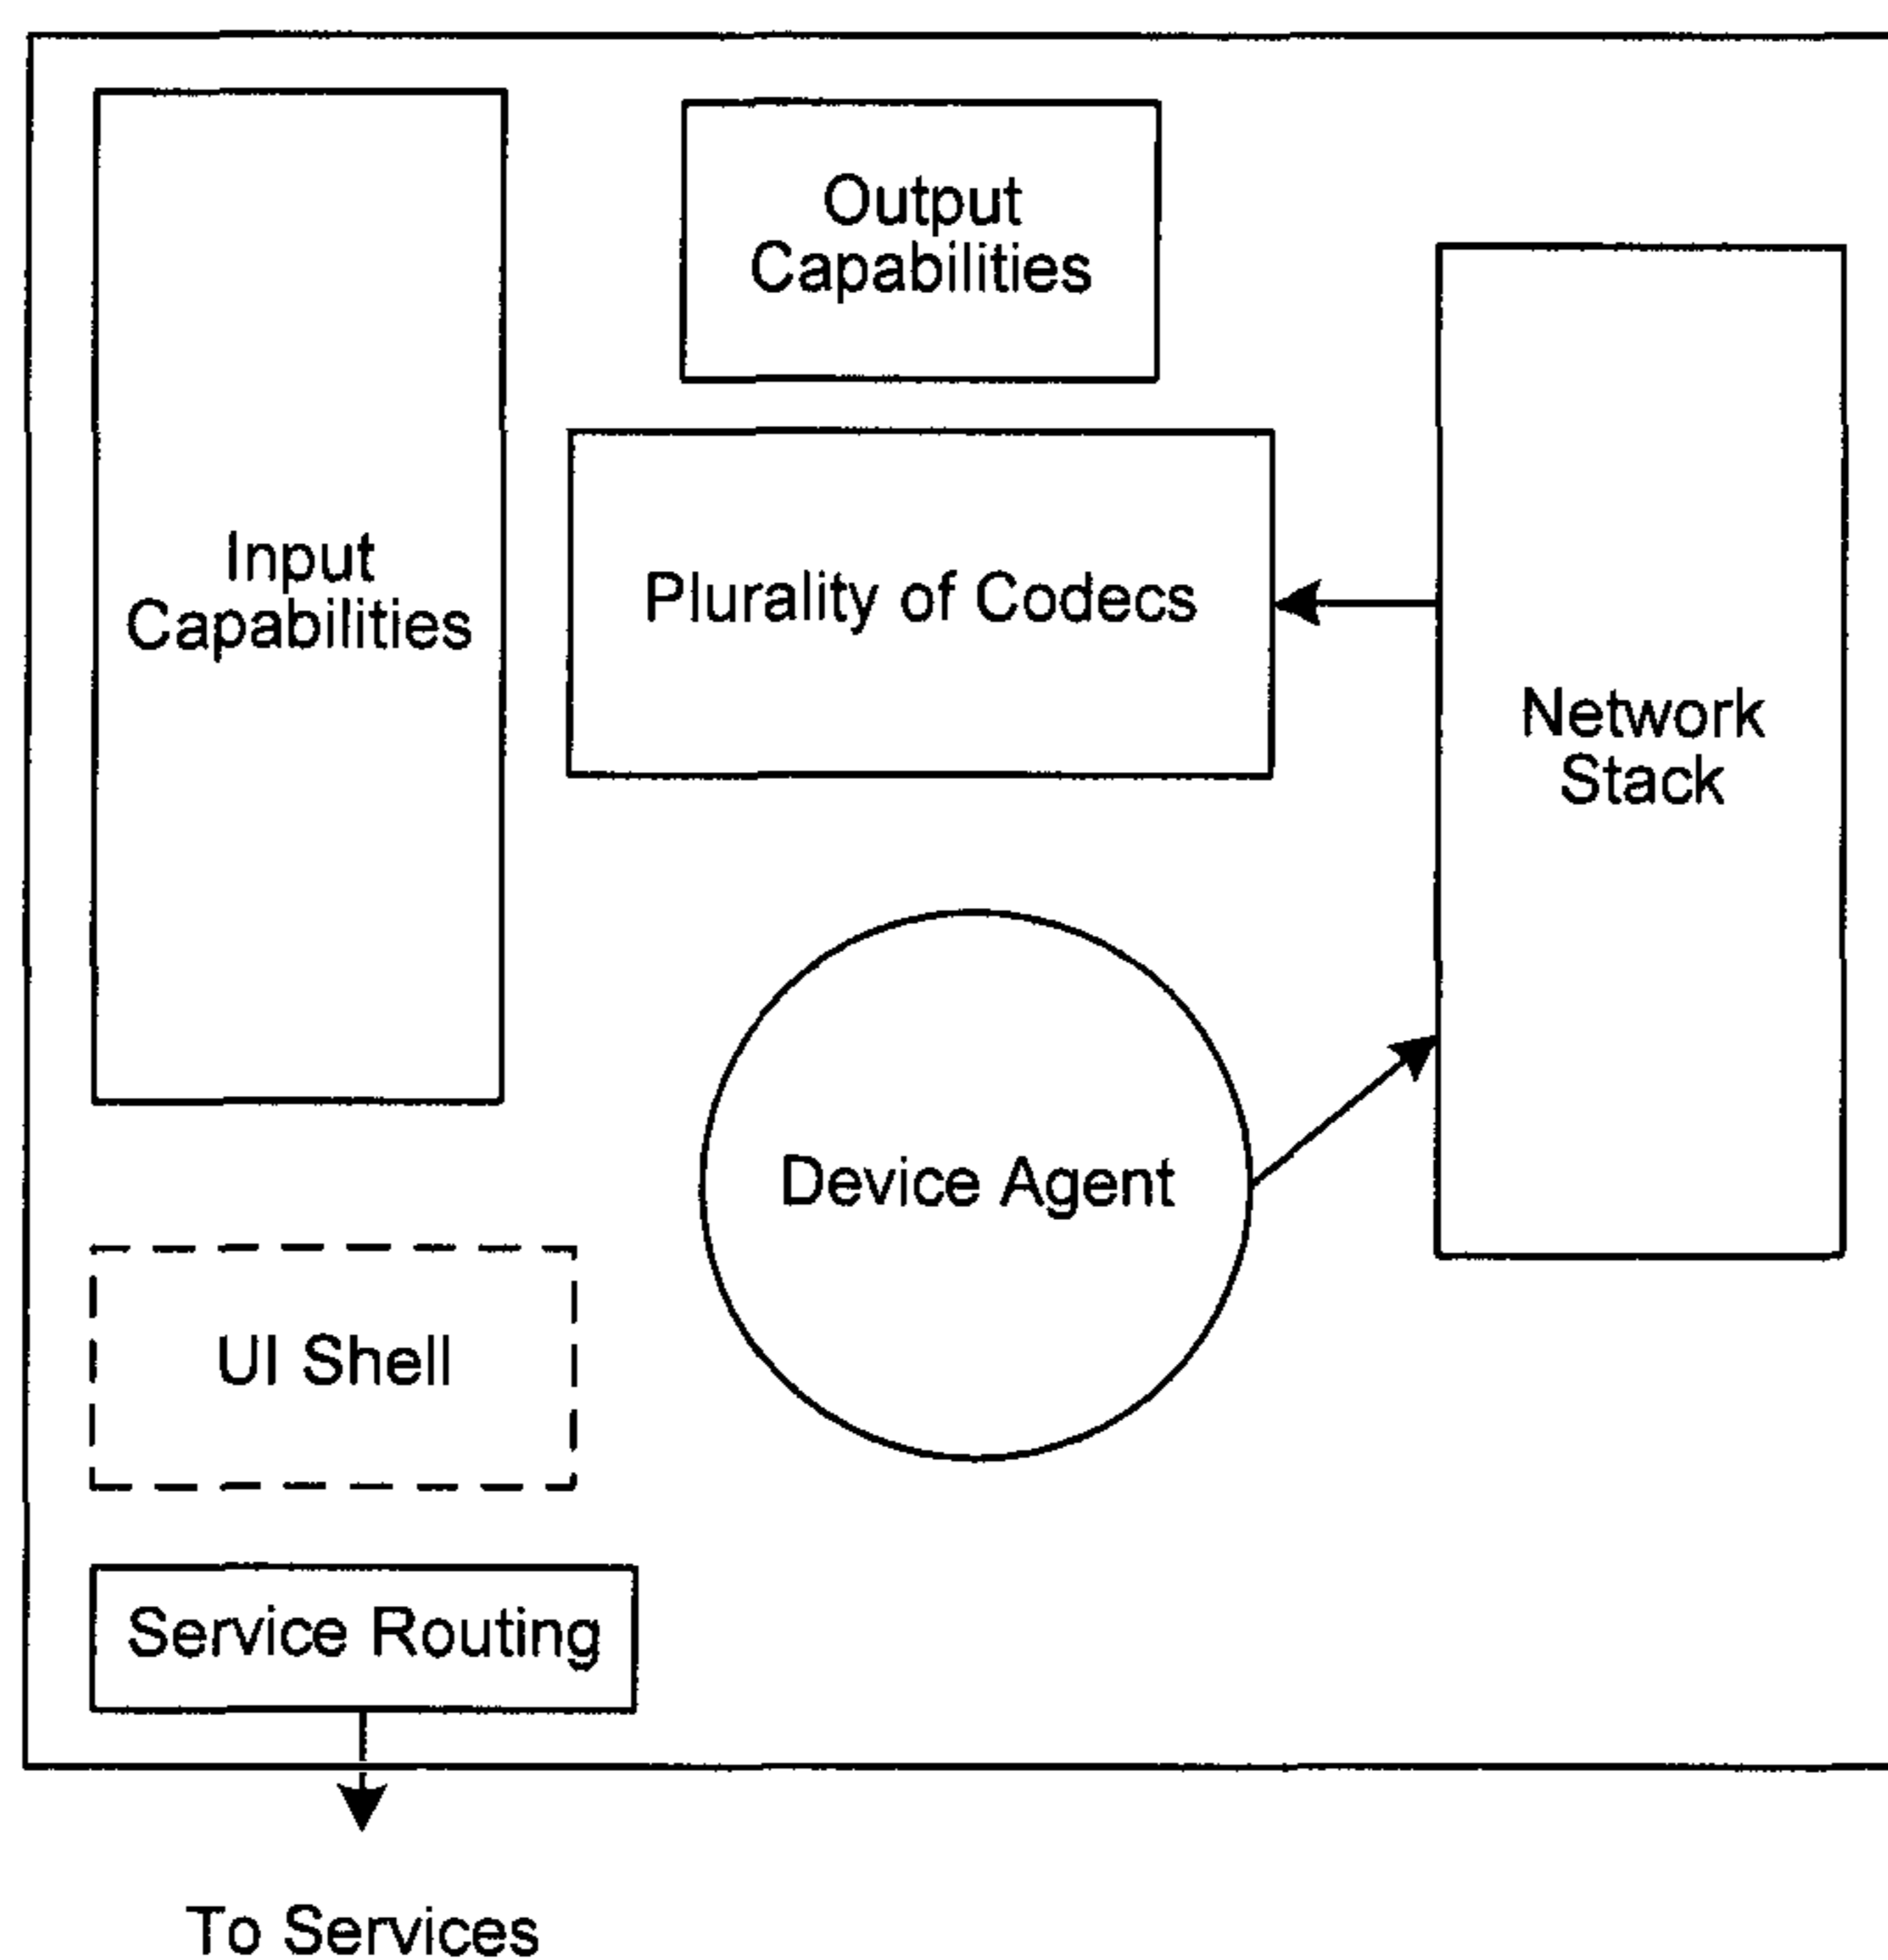 Output
Capabilities
Input
Capabilities
Plurality of Codecs
Network
Stack
Device Agent
UI Shell
Service Routing
To Services